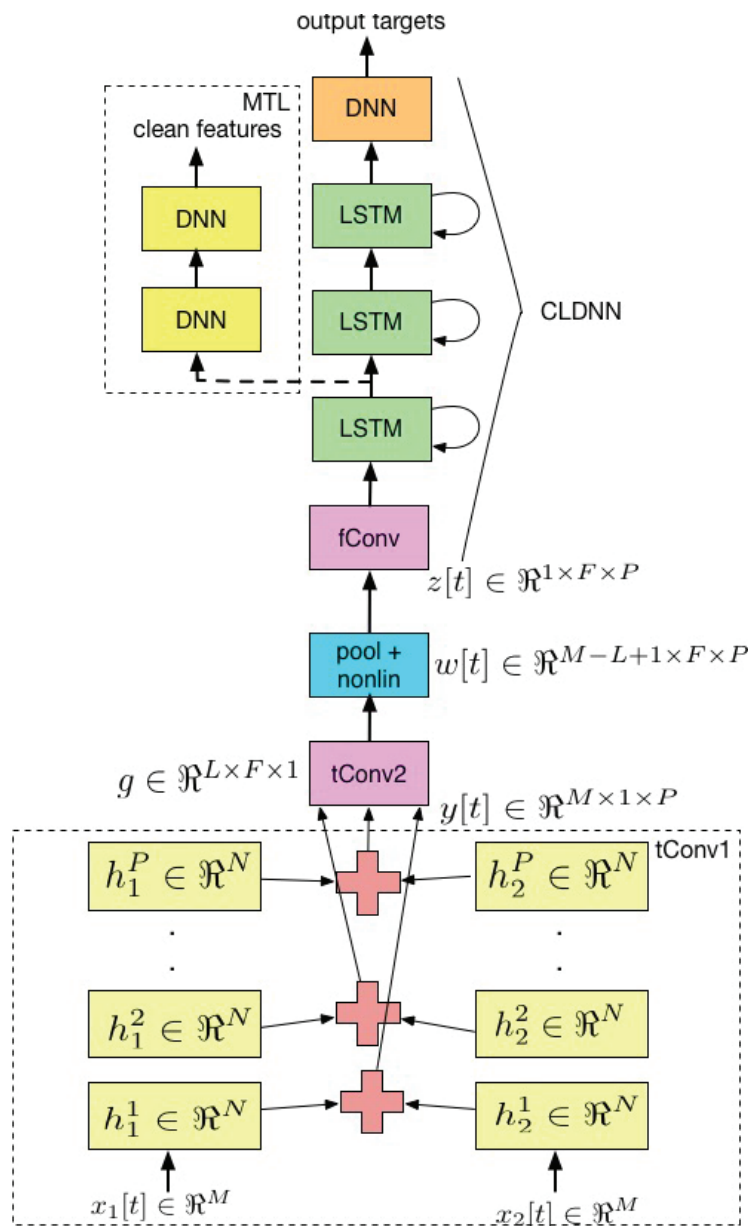 output targets
MTL
clean features
DNN
DNN
LSTM
DNN
LSTM
CLDNN
LSTM
fConv
z[t] ∈ ℜ^{1×F×P}
pool +
nonlin
w[t] ∈ ℜ^{M−L+1×F×P}
g ∈ ℜ^{L×F×1}
tConv2
y[t] ∈ ℜ^{M×1×P}
tConv1
h_1^P ∈ ℜ^N
h_2^P ∈ ℜ^N
. .
. .
h_1^2 ∈ ℜ^N
h_2^2 ∈ ℜ^N
h_1^1 ∈ ℜ^N
h_2^1 ∈ ℜ^N
x_1[t] ∈ ℜ^M
x_2[t] ∈ ℜ^M